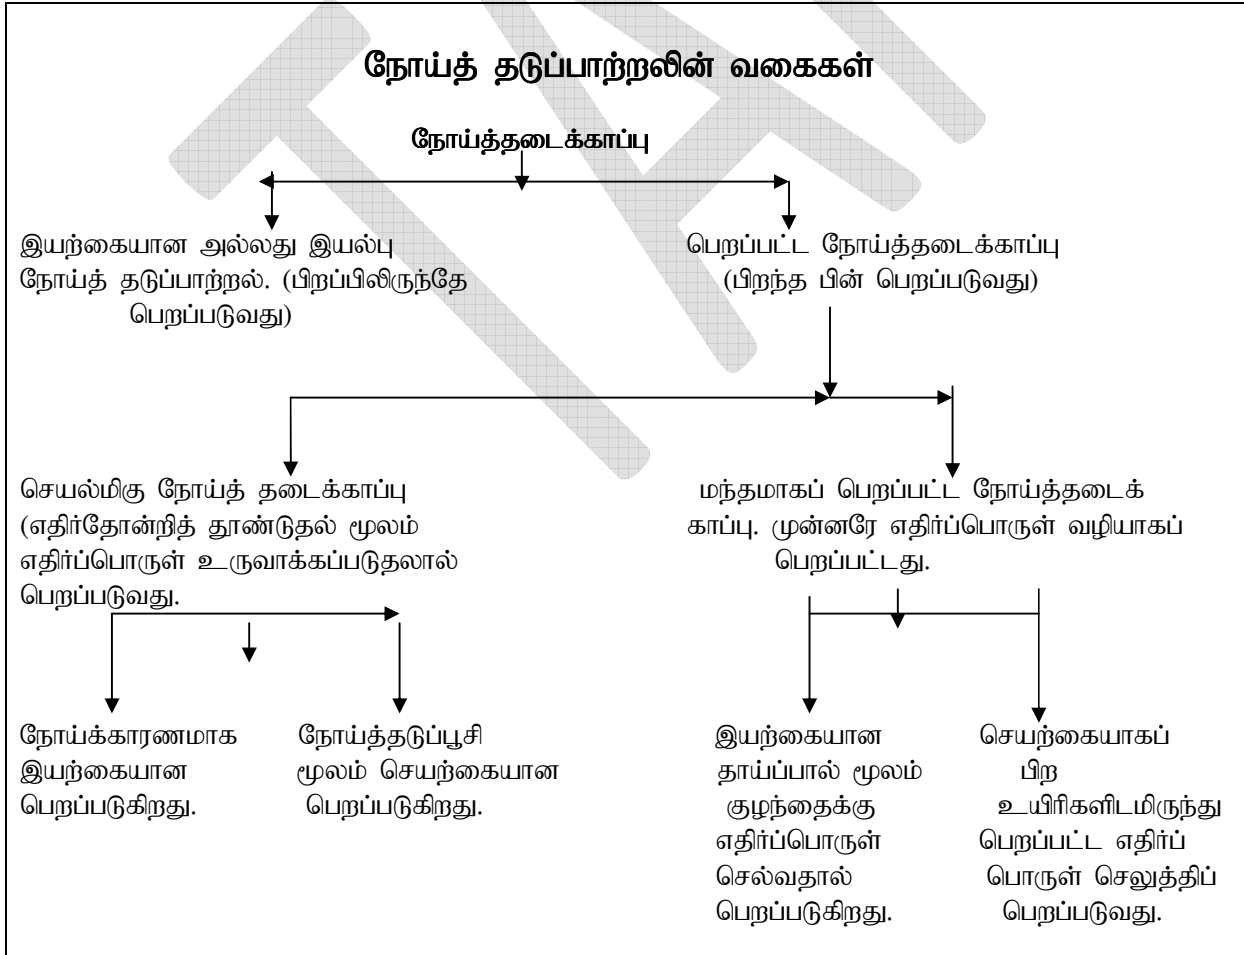 நோய்த் தடுப்பாற்றலின் வகைகள்
நோய்த்தடைக்காப்பு
இயற்கையான அல்லது இயல்பு
நோய்த் தடுப்பாற்றல். (பிறப்பிலிருந்தே
பெறப்படுவது)
பெறப்பட்ட நோய்த்தடைக்காப்பு
(பிறந்த பின் பெறப்படுவது)
செயல்மிகு நோய்த் தடைக்காப்பு
(எதிர்தோன்றித் தூண்டுதல் மூலம்
எதிர்ப்பொருள் உருவாக்கப்படுதலால்
பெறப்படுவது.
மந்தமாகப் பெறப்பட்ட நோய்த்தடைக்
காப்பு. முன்னரே எதிர்ப்பொருள் வழியாகப்
பெறப்பட்டது.
நோய்க்காரணமாக
இயற்கையான
பெறப்படுகிறது.
நோய்த்தடுப்பூசி
மூலம் செயற்கையான
பெறப்படுகிறது.
இயற்கையான
தாய்ப்பால் மூலம்
குழந்தைக்கு
எதிர்ப்பொருள்
செல்வதால்
பெறப்படுகிறது.
செயற்கையாகப்
பிற
உயிரிகளிடமிருந்து
பெறப்பட்ட எதிர்ப்
பொருள் செலுத்திப்
பெறப்படுவது.